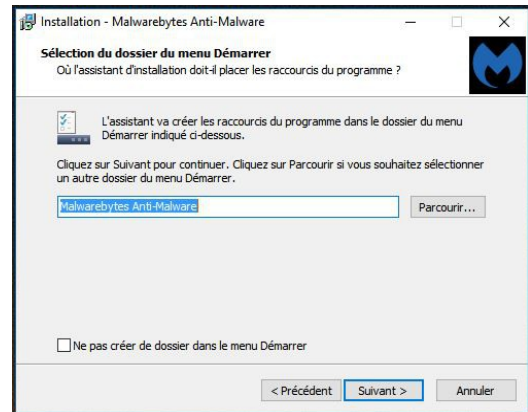 Installation - Malwarebytes Anti-Malware
Sélection du dossier du menu Démarrer
Où l'assistant d'installation doit-il placer les raccourcis du programme ?
L'assistant va créer les raccourcis du programme dans le dossier du menu
Démarrer indiqué ci-dessous.
Cliquez sur Suivant pour continuer. Cliquez sur Parcourir si vous souhaitez sélectionner
un autre dossier du menu Démarrer.
Malwarebytes Anti-Malware
Parcourir...
Ne pas créer de dossier dans le menu Démarrer
< Précédent
Suivant >
Annuler